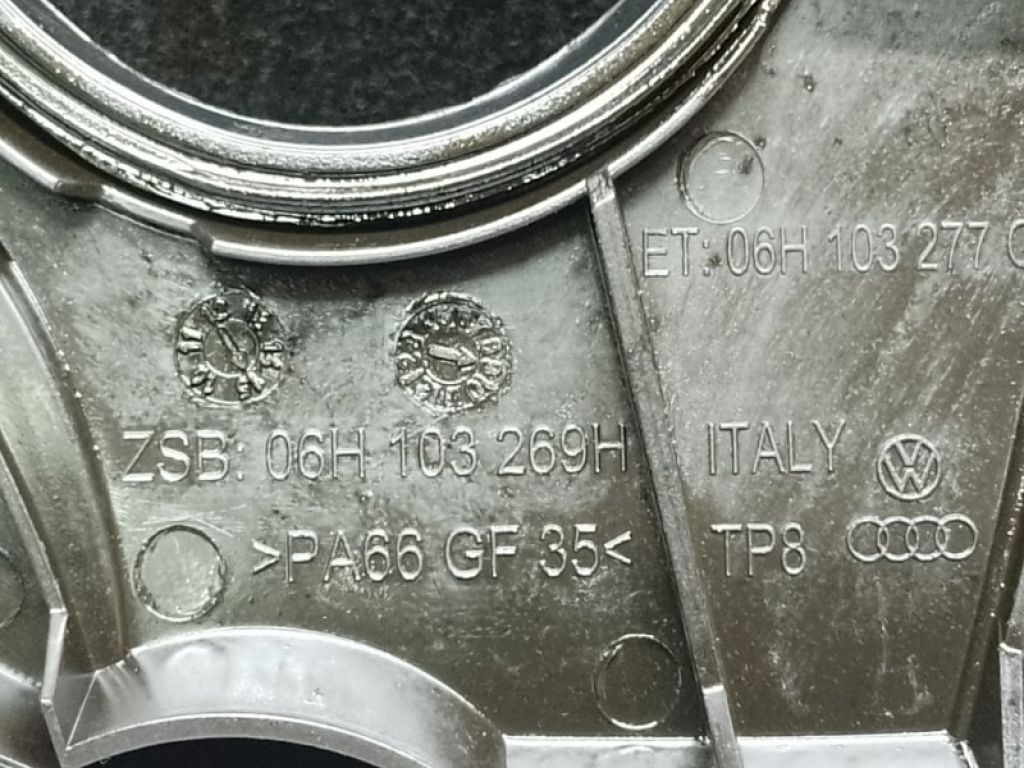 ET: 06H 103 277
ZSB: 06H 103 269H
ITALY
>PA66 GF 35<
TP8